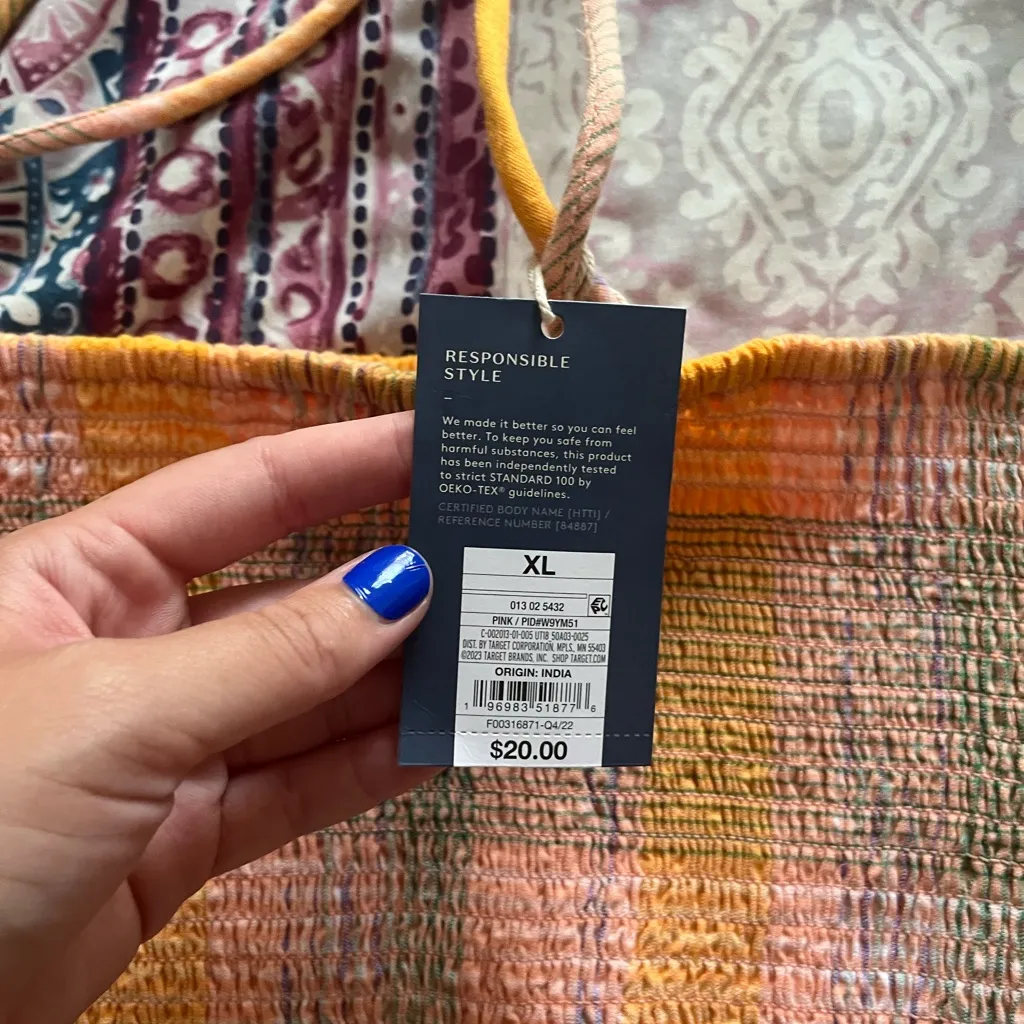 RESPONSIBLE
STYLE
–
We made it better so you can feel
better. To keep you safe from
harmful substances, this product
has been independently tested
to strict STANDARD 100 by
OEKO-TEX® guidelines.
CERTIFIED BODY NAME [HTTI] /
REFERENCE NUMBER [84887]
XL
013 02 5432
PINK / PID#W9YM51
C-002013-01-005 UT18_50A03-0025
DIST. BY TARGET CORPORATION, MPLS., MN 55403
©2023 TARGET BRANDS, INC. SHOP TARGET.COM
ORIGIN: INDIA
1 96983 51877 6
F00316871-Q4/22
$20.00